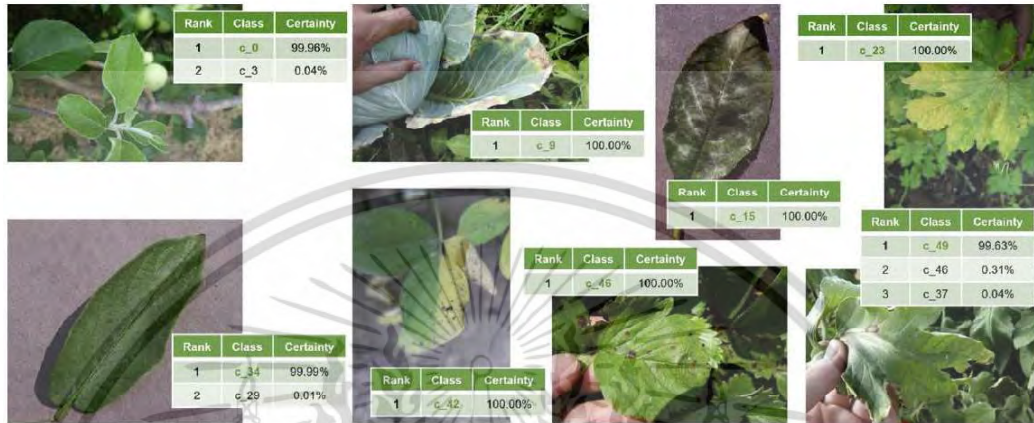 Rank Class Certainty
1 c_0 99.96%
2 c_3 0.04%
Rank Class Certainty
1 c_9 100.00%
Rank Class Certainty
1 c_23 100.00%
Rank Class Certainty
1 c_15 100.00%
Rank Class Certainty
1 c_49 99.63%
2 c_46 0.31%
3 c_37 0.04%
Rank Class Certainty
1 c_34 99.99%
2 c_29 0.01%
Rank Class Certainty
1 c_42 100.00%
Rank Class Certainty
1 c_46 100.00%